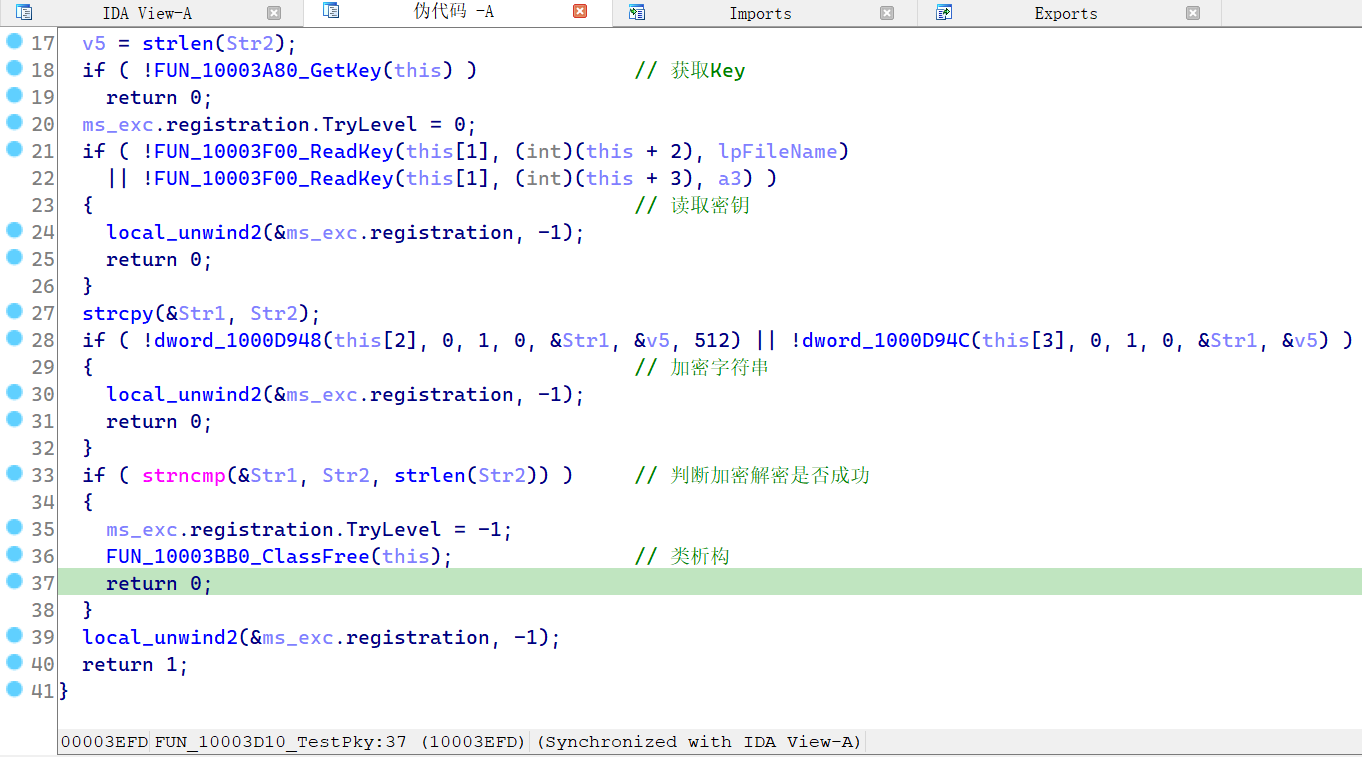 IDA View-A 伪代码 -A Imports Exports
17 v5 = strlen(Str2);
18 if ( !FUN_10003A80_GetKey(this) ) // 获取Key
19 return 0;
20 ms_exc.registration.TryLevel = 0;
21 if ( !FUN_10003F00_ReadKey(this[1], (int)(this + 2), lpFileName)
22 || !FUN_10003F00_ReadKey(this[1], (int)(this + 3), a3) )
23 { // 读取密钥
24 local_unwind2(&ms_exc.registration, -1);
25 return 0;
26 }
27 strcpy(&Str1, Str2);
28 if ( !dword_1000D948(this[2], 0, 1, 0, &Str1, &v5, 512) || !dword_1000D94C(this[3], 0, 1, 0, &Str1, &v5) )
29 { // 加密字符串
30 local_unwind2(&ms_exc.registration, -1);
31 return 0;
32 }
33 if ( strncmp(&Str1, Str2, strlen(Str2)) ) // 判断加密解密是否成功
34 {
35 ms_exc.registration.TryLevel = -1;
36 FUN_10003BB0_ClassFree(this); // 类析构
37 return 0;
38 }
39 local_unwind2(&ms_exc.registration, -1);
40 return 1;
41 }
00003EFD FUN_10003D10_TestPky:37 (10003EFD) (Synchronized with IDA View-A)